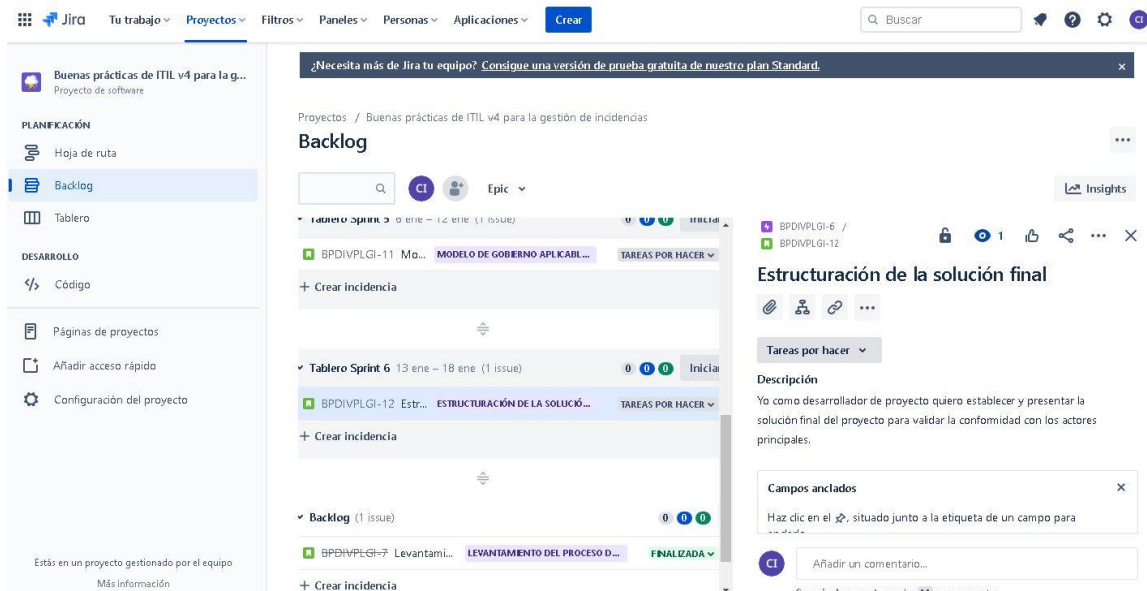 Jira
Tu trabajo
Proyectos
Filtros
Paneles
Personas
Aplicaciones
Crear
Buscar
CI
Buenas prácticas de ITIL v4 para la g...
Proyecto de software
PLANIFICACIÓN
Hoja de ruta
Backlog
Tablero
DESARROLLO
Código
Páginas de proyectos
Añadir acceso rápido
Configuración del proyecto
Estás en un proyecto gestionado por el equipo
Más información
¿Necesita más de Jira tu equipo? Consigue una versión de prueba gratuita de nuestro plan Standard.
Proyectos / Buenas prácticas de ITIL v4 para la gestión de incidencias
Backlog
CI
Epic
Insights
Tablero Sprint 5 6 ene – 12 ene (1 issue) 0 0 0 Iniciar
BPDIVPLGI-11 Mo... MODELO DE GOBIERNO APLICABL... TAREAS POR HACER
+ Crear incidencia
Tablero Sprint 6 13 ene – 18 ene (1 issue) 0 0 0 Iniciar
BPDIVPLGI-12 Estr... ESTRUCTURACIÓN DE LA SOLUCIÓ... TAREAS POR HACER
+ Crear incidencia
Backlog (1 issue) 0 0 0
BPDIVPLGI-7 Levantami... LEVANTAMIENTO DEL PROCESO D... FINALIZADA
+ Crear incidencia
BPDIVPLGI-6 /
BPDIVPLGI-12
1
Estructuración de la solución final
Tareas por hacer
Descripción
Yo como desarrollador de proyecto quiero establecer y presentar la
solución final del proyecto para validar la conformidad con los actores
principales.
Campos anclados
Haz clic en el , situado junto a la etiqueta de un campo para
CI
Añadir un comentario...